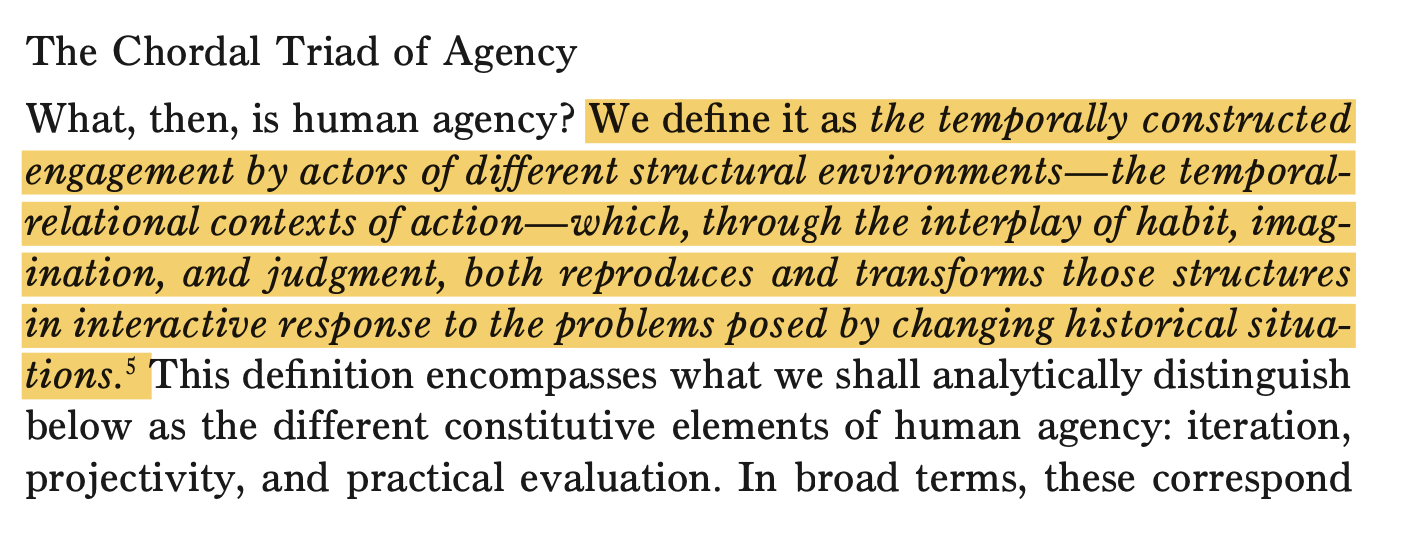 The Chordal Triad of Agency
What, then, is human agency? We define it as the temporally constructed
engagement by actors of different structural environments—the temporal-
relational contexts of action—which, through the interplay of habit, imag-
ination, and judgment, both reproduces and transforms those structures
in interactive response to the problems posed by changing historical situa-
tions.⁵ This definition encompasses what we shall analytically distinguish
below as the different constitutive elements of human agency: iteration,
projectivity, and practical evaluation. In broad terms, these correspond